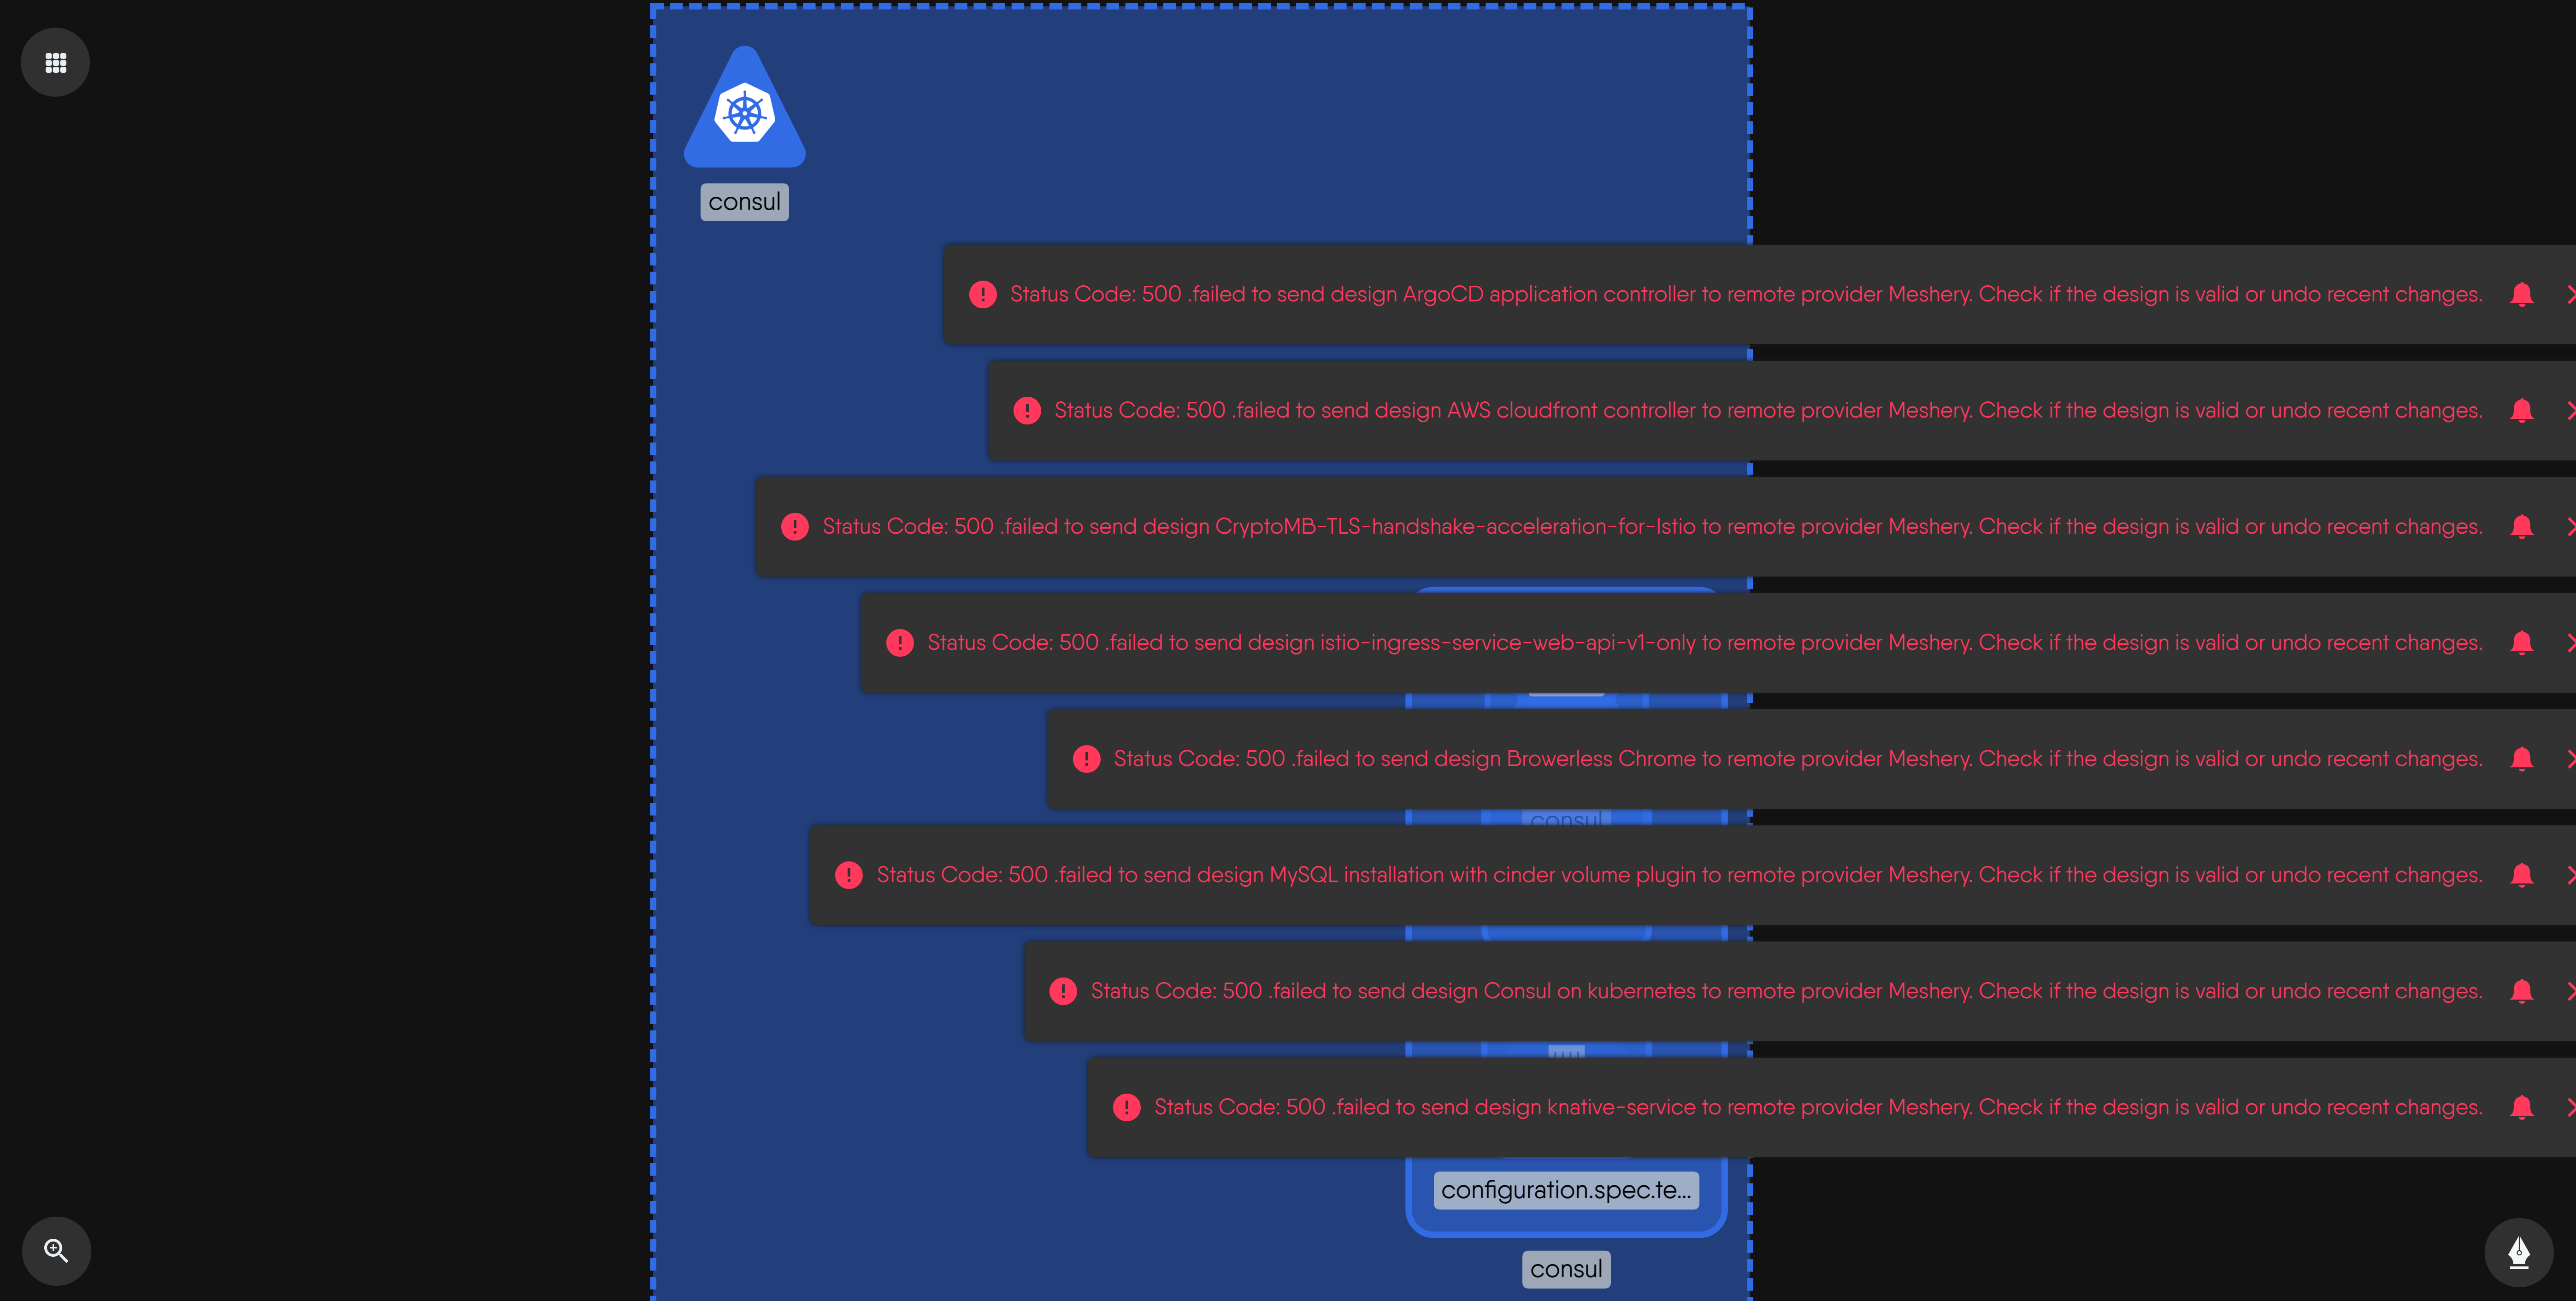 consul
Status Code: 500 .failed to send design ArgoCD application controller to remote provider Meshery. Check if the design is valid or undo recent changes.
Status Code: 500 .failed to send design AWS cloudfront controller to remote provider Meshery. Check if the design is valid or undo recent changes.
Status Code: 500 .failed to send design CryptoMB-TLS-handshake-acceleration-for-Istio to remote provider Meshery. Check if the design is valid or undo recent changes.
Status Code: 500 .failed to send design istio-ingress-service-web-api-v1-only to remote provider Meshery. Check if the design is valid or undo recent changes.
Status Code: 500 .failed to send design Browerless Chrome to remote provider Meshery. Check if the design is valid or undo recent changes.
consul
Status Code: 500 .failed to send design MySQL installation with cinder volume plugin to remote provider Meshery. Check if the design is valid or undo recent changes.
Status Code: 500 .failed to send design Consul on kubernetes to remote provider Meshery. Check if the design is valid or undo recent changes.
Status Code: 500 .failed to send design knative-service to remote provider Meshery. Check if the design is valid or undo recent changes.
configuration.spec.te...
consul